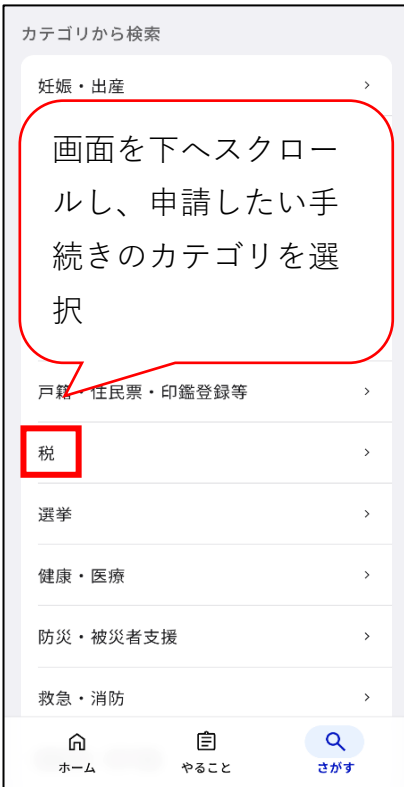 カテゴリから検索
妊娠・出産
画面を下へスクロー
ルし、申請したい手
続きのカテゴリを選
択
戸籍・住民票・印鑑登録等
税
選挙
健康・医療
防災・被災者支援
救急・消防
ホーム
やること
さがす